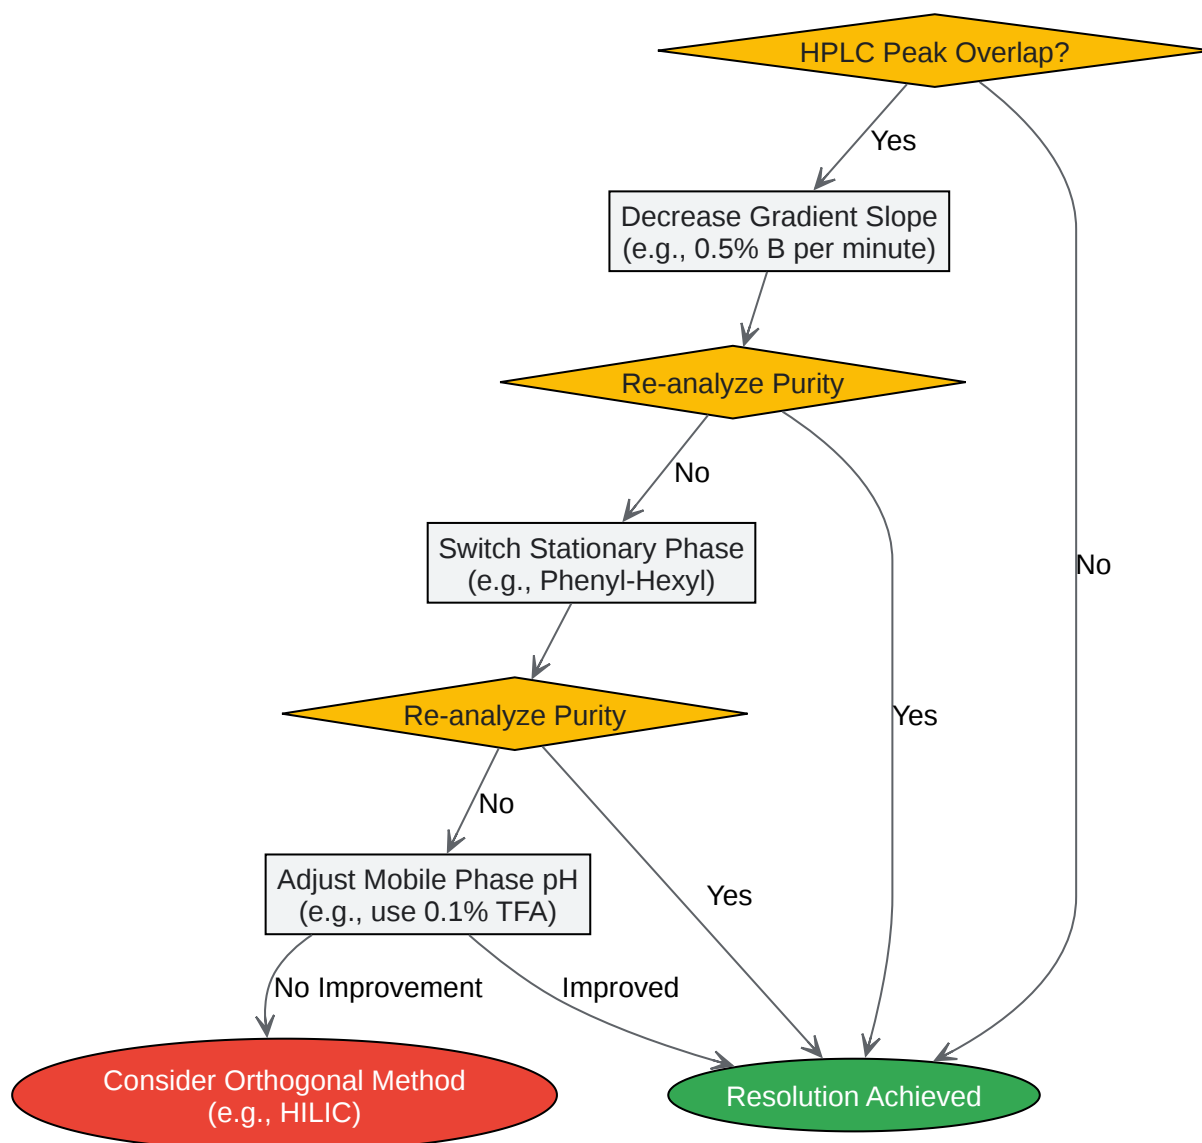 HPLC Peak Overlap?
Yes
Decrease Gradient Slope
(e.g., 0.5% B per minute)
Re-analyze Purity
No
Switch Stationary Phase
(e.g., Phenyl-Hexyl)
No
Re-analyze Purity
Yes
No
Adjust Mobile Phase pH
(e.g., use 0.1% TFA)
Yes
No Improvement
Improved
Consider Orthogonal Method
(e.g., HILIC)
Resolution Achieved